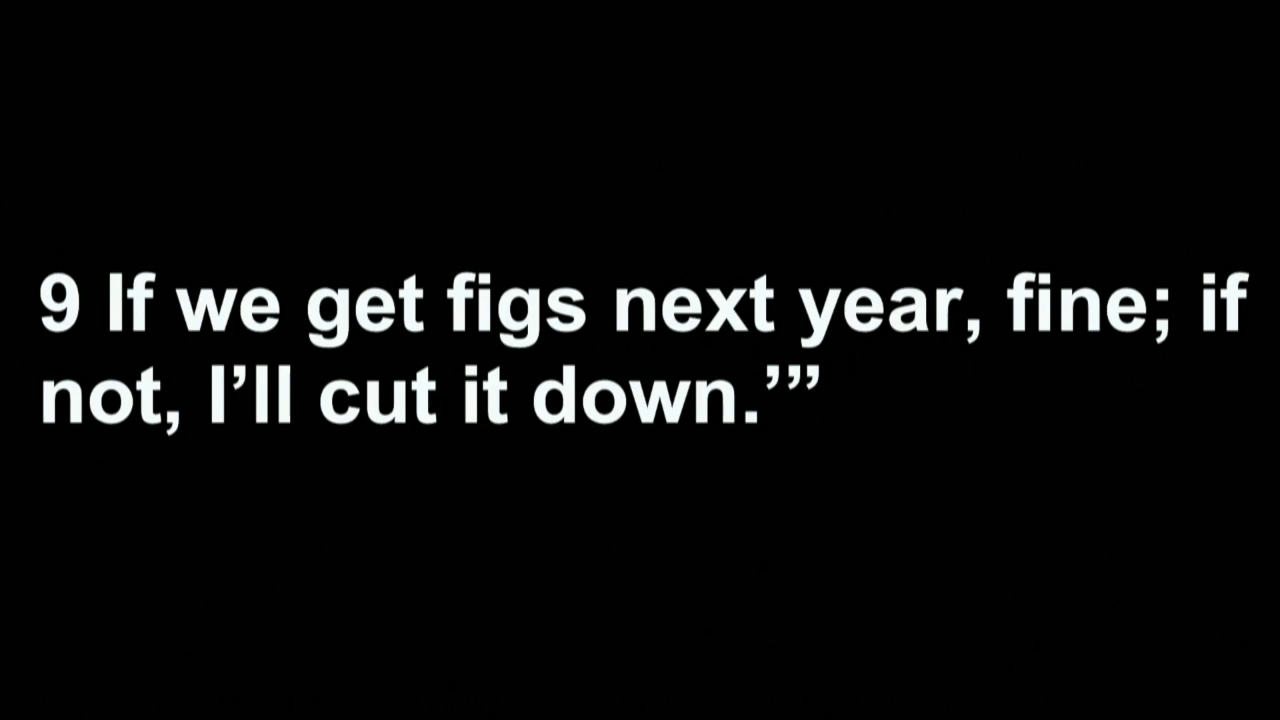 9 If we get figs next year, fine; if
not, I’ll cut it down.’”